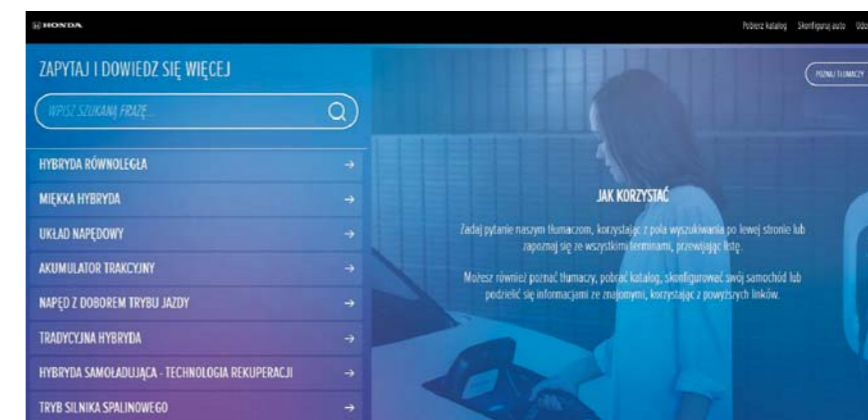 HONDA
Pobierz katalog Skonfiguruj auto
ZAPYTAJ I DOWIEDZ SIĘ WIĘCEJ
WPISZ SZUKANĄ FRAZĘ...
POZNAJ TŁUMACZY
HYBRYDA RÓWNOLEGŁA
MIĘKKA HYBRYDA
UKŁAD NAPĘDOWY
AKUMULATOR TRAKCYJNY
NAPĘD Z DOBOREM TRYBU JAZDY
TRADYCYJNA HYBRYDA
HYBRYDA SAMOŁADUJĄCA - TECHNOLOGIA REKUPERACJI
TRYB SILNIKA SPALINOWEGO
JAK KORZYSTAĆ
Zadaj pytanie naszym tłumaczom, korzystając z pola wyszukiwania po lewej stronie lub
zapoznaj się ze wszystkimi terminami, przewijając listę.
Możesz również poznać tłumaczy, pobrać katalog, skonfigurować swój samochód lub
podzielić się informacjami ze znajomymi, korzystając z powyższych linków.